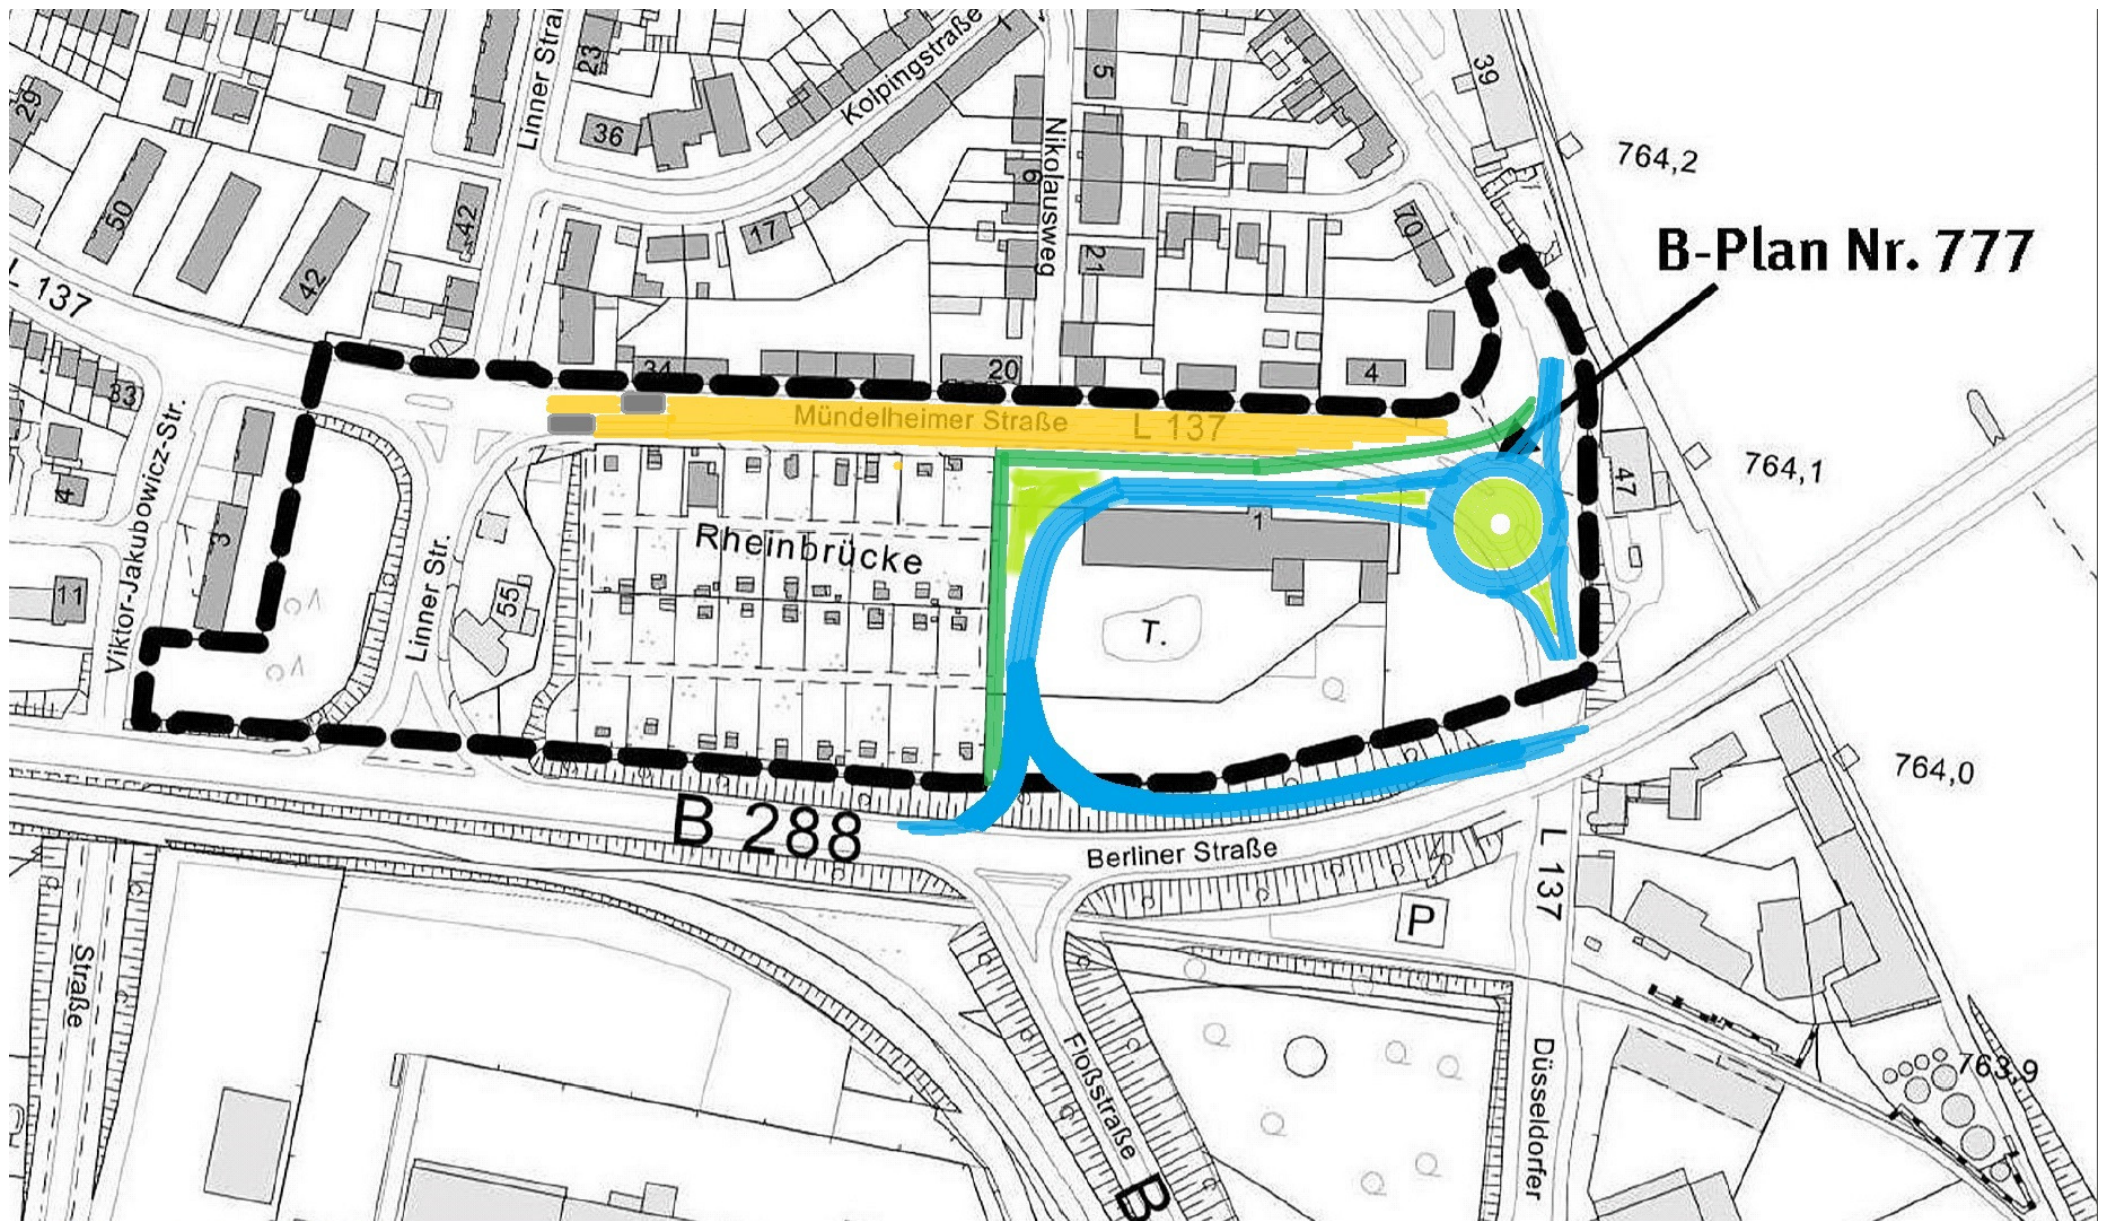 Linner Stra
23
Kolpingstraße
1
5
39
29
36
764,2
50
42
17
6
Nikolausweg
70
B-Plan Nr. 777
42
21
L 137
34
20
4
33
Mündelheimer Straße
L 137
764,1
47
4
3
Rheinbrücke
1
11
Viktor-Jakubowicz-Str.
Linner Str.
55
T.
764,0
B 288
Berliner Straße
L 137
P
Straße
Floßstraße
Düsseldorfer
763,9
B